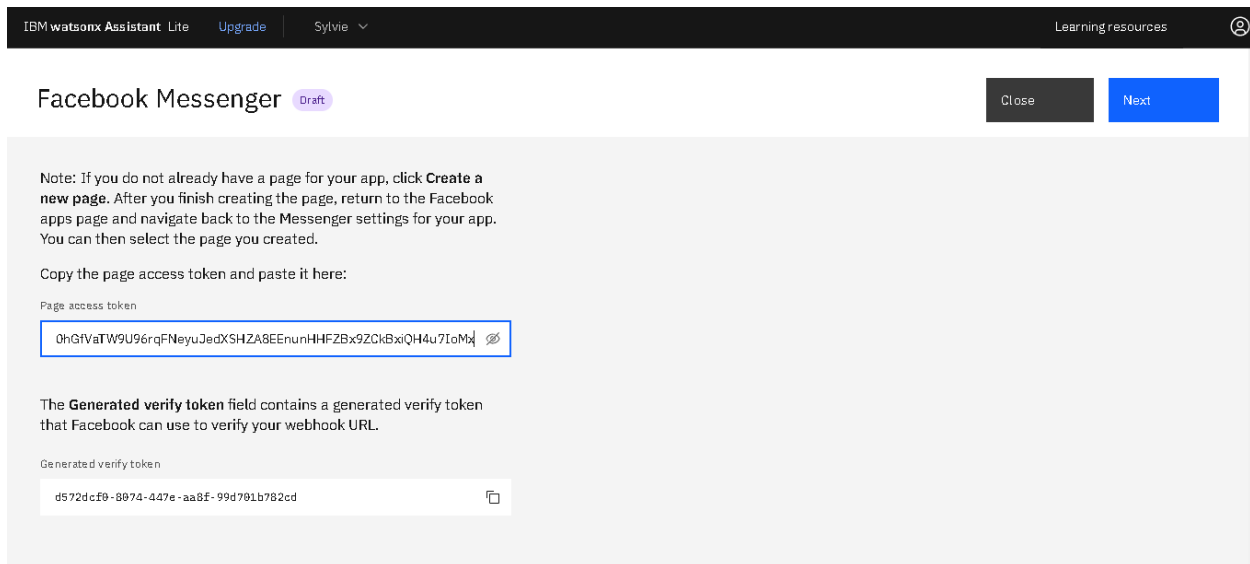 IBM watsonx Assistant Lite Upgrade Sylvie Learning resources
Facebook Messenger Draft Close Next
Note: If you do not already have a page for your app, click Create a
new page. After you finish creating the page, return to the Facebook
apps page and navigate back to the Messenger settings for your app.
You can then select the page you created.
Copy the page access token and paste it here:
Page access token
0hGfVaTW9U96rqFNeyuJedXSHZA8EEnunHHFZBx9ZCkBxiQH4u7IoMx
The Generated verify token field contains a generated verify token
that Facebook can use to verify your webhook URL.
Generated verify token
d572dcf0-8074-447e-aa8f-99d701b782cd